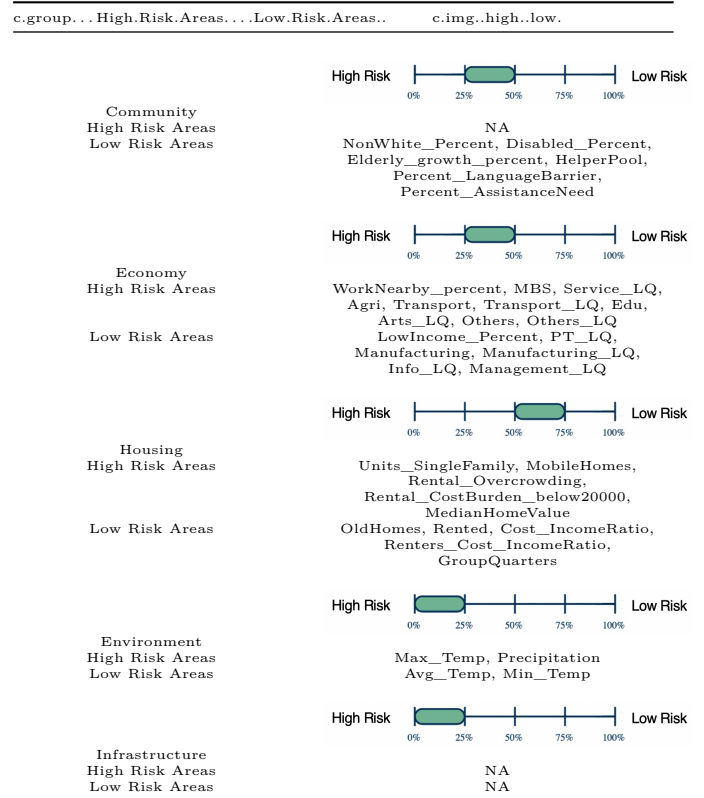 c.group...High.Risk.Areas....Low.Risk.Areas.. c.img..high..low.
High Risk Low Risk
0% 25% 50% 75% 100%
Community
High Risk Areas NA
Low Risk Areas NonWhite_Percent, Disabled_Percent,
Elderly_growth_percent, HelperPool,
Percent_LanguageBarrier,
Percent_AssistanceNeed
High Risk Low Risk
0% 25% 50% 75% 100%
Economy
High Risk Areas WorkNearby_percent, MBS, Service_LQ,
Agri, Transport, Transport_LQ, Edu,
Arts_LQ, Others, Others_LQ
Low Risk Areas LowIncome_Percent, PT_LQ,
Manufacturing, Manufacturing_LQ,
Info_LQ, Management_LQ
High Risk Low Risk
0% 25% 50% 75% 100%
Housing
High Risk Areas Units_SingleFamily, MobileHomes,
Rental_Overcrowding,
Rental_CostBurden_below20000,
MedianHomeValue
Low Risk Areas OldHomes, Rented, Cost_IncomeRatio,
Renters_Cost_IncomeRatio,
GroupQuarters
High Risk Low Risk
0% 25% 50% 75% 100%
Environment
High Risk Areas Max_Temp, Precipitation
Low Risk Areas Avg_Temp, Min_Temp
High Risk Low Risk
0% 25% 50% 75% 100%
Infrastructure
High Risk Areas NA
Low Risk Areas NA